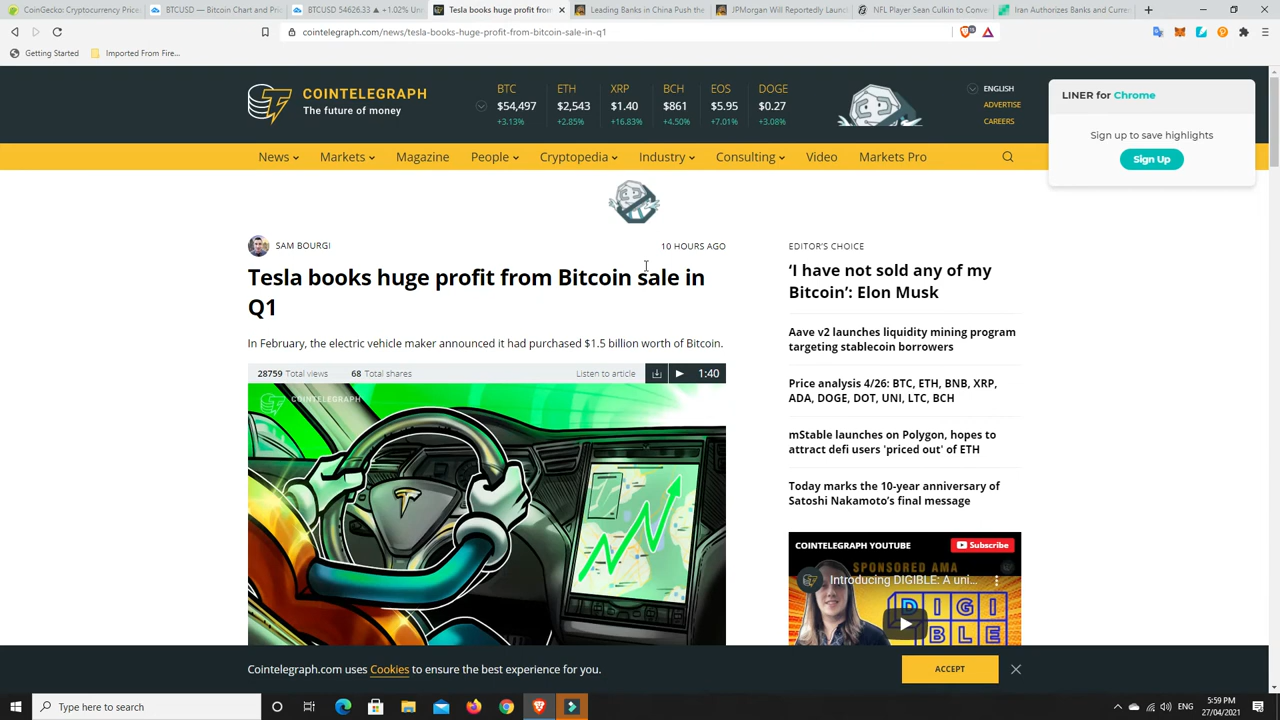 CoinGecko: Cryptocurrency Prices
BTCUSD — Bitcoin Chart and Pri
BTCUSD 54626.33 ▲ +1.02% Un
Tesla books huge profit from
Leading Banks in China Push the
JPMorgan Will Reportedly Launch
NFL Player Sean Culkin to Conve
Iran Authorizes Banks and Curre
cointelegraph.com/news/tesla-books-huge-profit-from-bitcoin-sale-in-q1
Getting Started
Imported From Fire...
COINTELEGRAPH
The future of money
BTC ETH XRP BCH EOS DOGE
$54,497 $2,543 $1.40 $861 $5.95 $0.27
+3.13% +2.85% +16.83% +4.50% +7.01% +3.08%
ENGLISH
ADVERTISE
CAREERS
LINER for Chrome
Sign up to save highlights
Sign Up
News Markets Magazine People Cryptopedia Industry Consulting Video Markets Pro
SAM BOURGI
10 HOURS AGO
Tesla books huge profit from Bitcoin sale in
Q1
In February, the electric vehicle maker announced it had purchased $1.5 billion worth of Bitcoin.
28759 Total views 68 Total shares Listen to article 1:40
COINTELEGRAPH
EDITOR'S CHOICE
‘I have not sold any of my
Bitcoin’: Elon Musk
Aave v2 launches liquidity mining program
targeting stablecoin borrowers
Price analysis 4/26: BTC, ETH, BNB, XRP,
ADA, DOGE, DOT, UNI, LTC, BCH
mStable launches on Polygon, hopes to
attract defi users 'priced out' of ETH
Today marks the 10-year anniversary of
Satoshi Nakamoto's final message
COINTELEGRAPH YOUTUBE
Subscribe
SPONSORED AMA
Introducing DIGIBLE: A uni...
DIGI
BLE
Cointelegraph.com uses Cookies to ensure the best experience for you.
ACCEPT
Type here to search
ENG
5:59 PM
27/04/2021